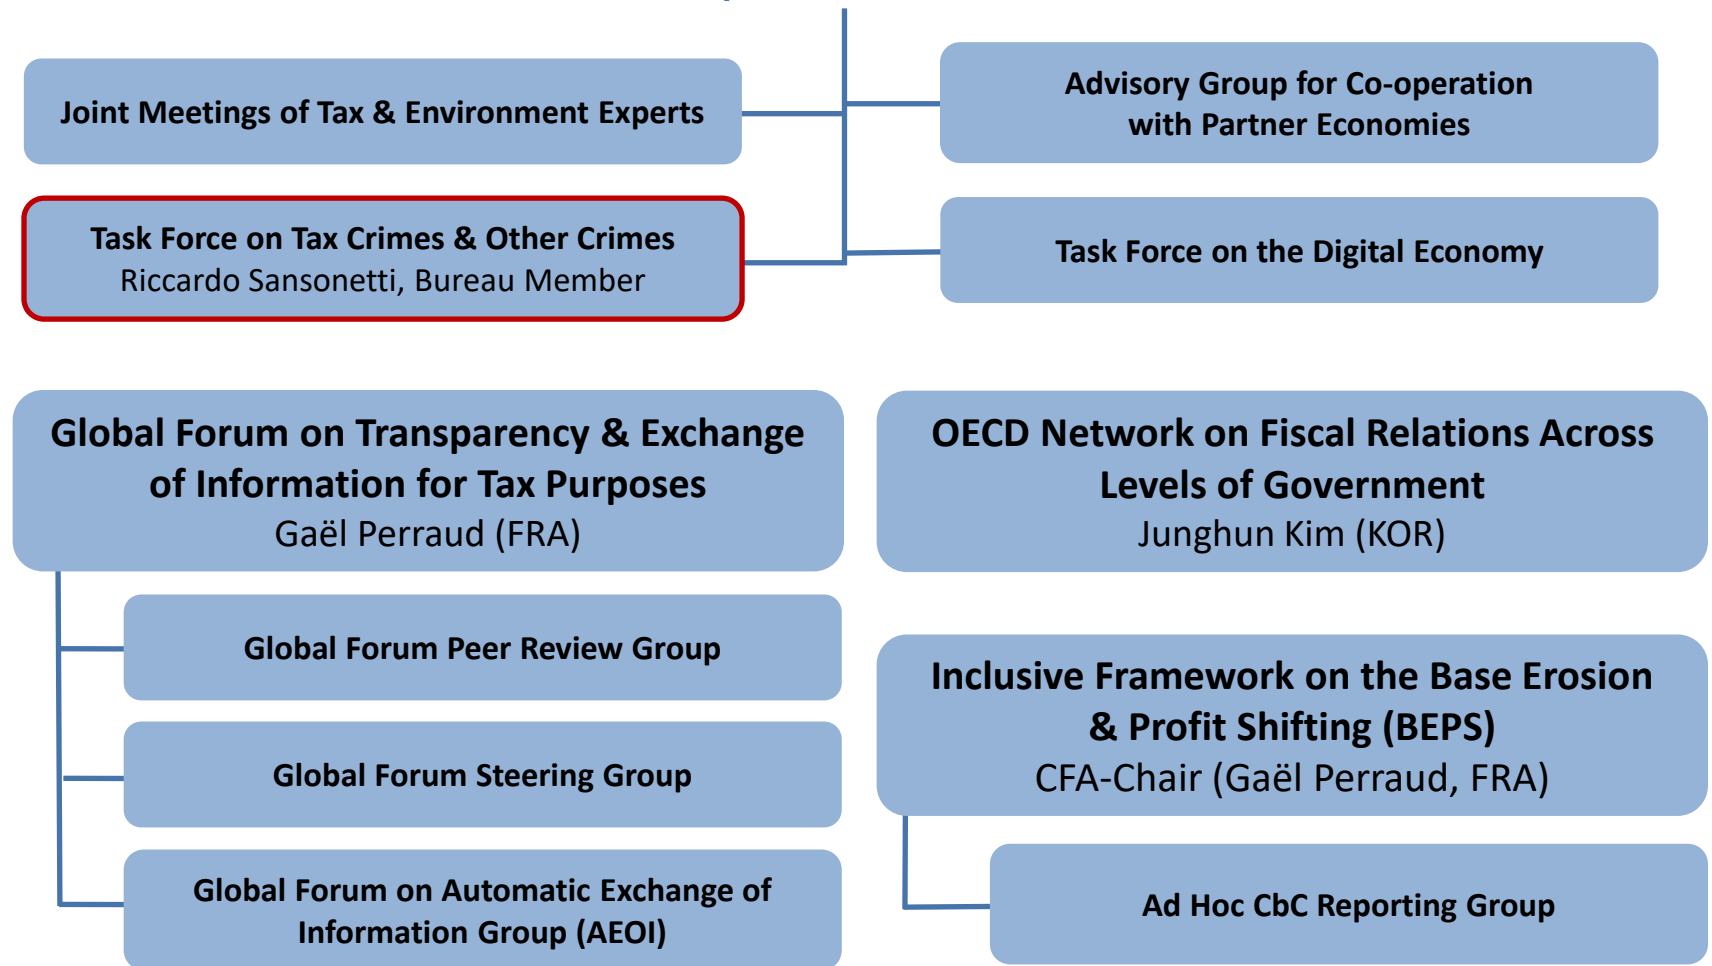 Joint Meetings of Tax & Environment Experts
Advisory Group for Co-operation
with Partner Economies
Task Force on Tax Crimes & Other Crimes
Riccardo Sansonetti, Bureau Member
Task Force on the Digital Economy
Global Forum on Transparency & Exchange
of Information for Tax Purposes
Gaël Perraud (FRA)
OECD Network on Fiscal Relations Across
Levels of Government
Junghun Kim (KOR)
Global Forum Peer Review Group
Global Forum Steering Group
Global Forum on Automatic Exchange of
Information Group (AEOI)
Inclusive Framework on the Base Erosion
& Profit Shifting (BEPS)
CFA-Chair (Gaël Perraud, FRA)
Ad Hoc CbC Reporting Group